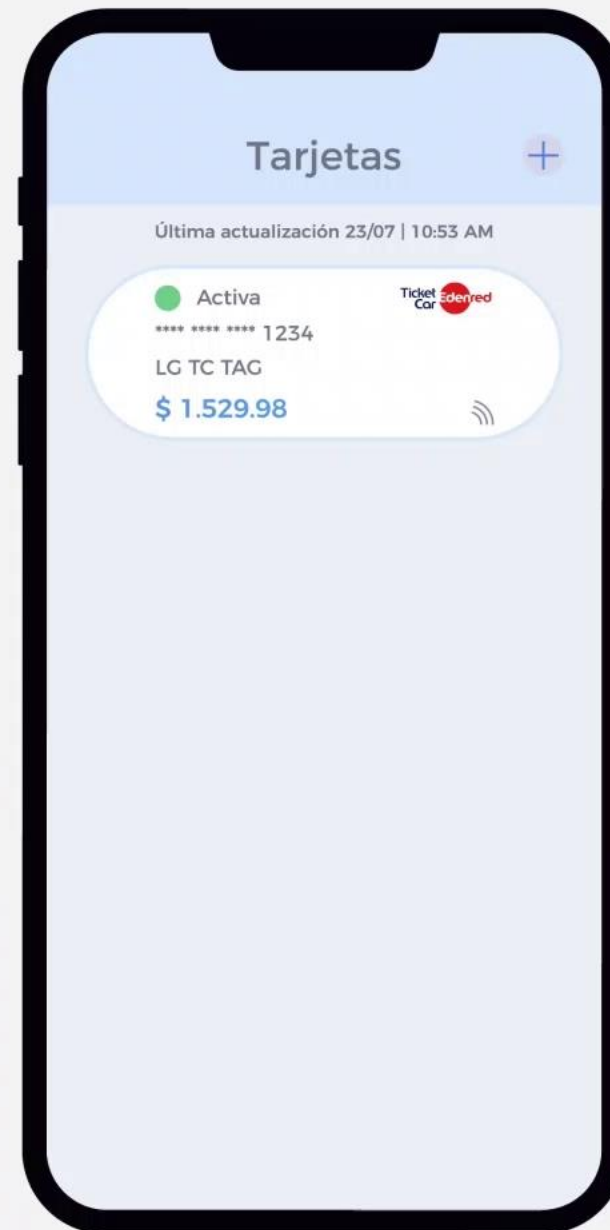 Tarjetas
Última actualización 23/07 | 10:53 AM
Activa
Ticket
Car
Edenred
**** **** **** 1234
LG TC TAG
$ 1.529.98